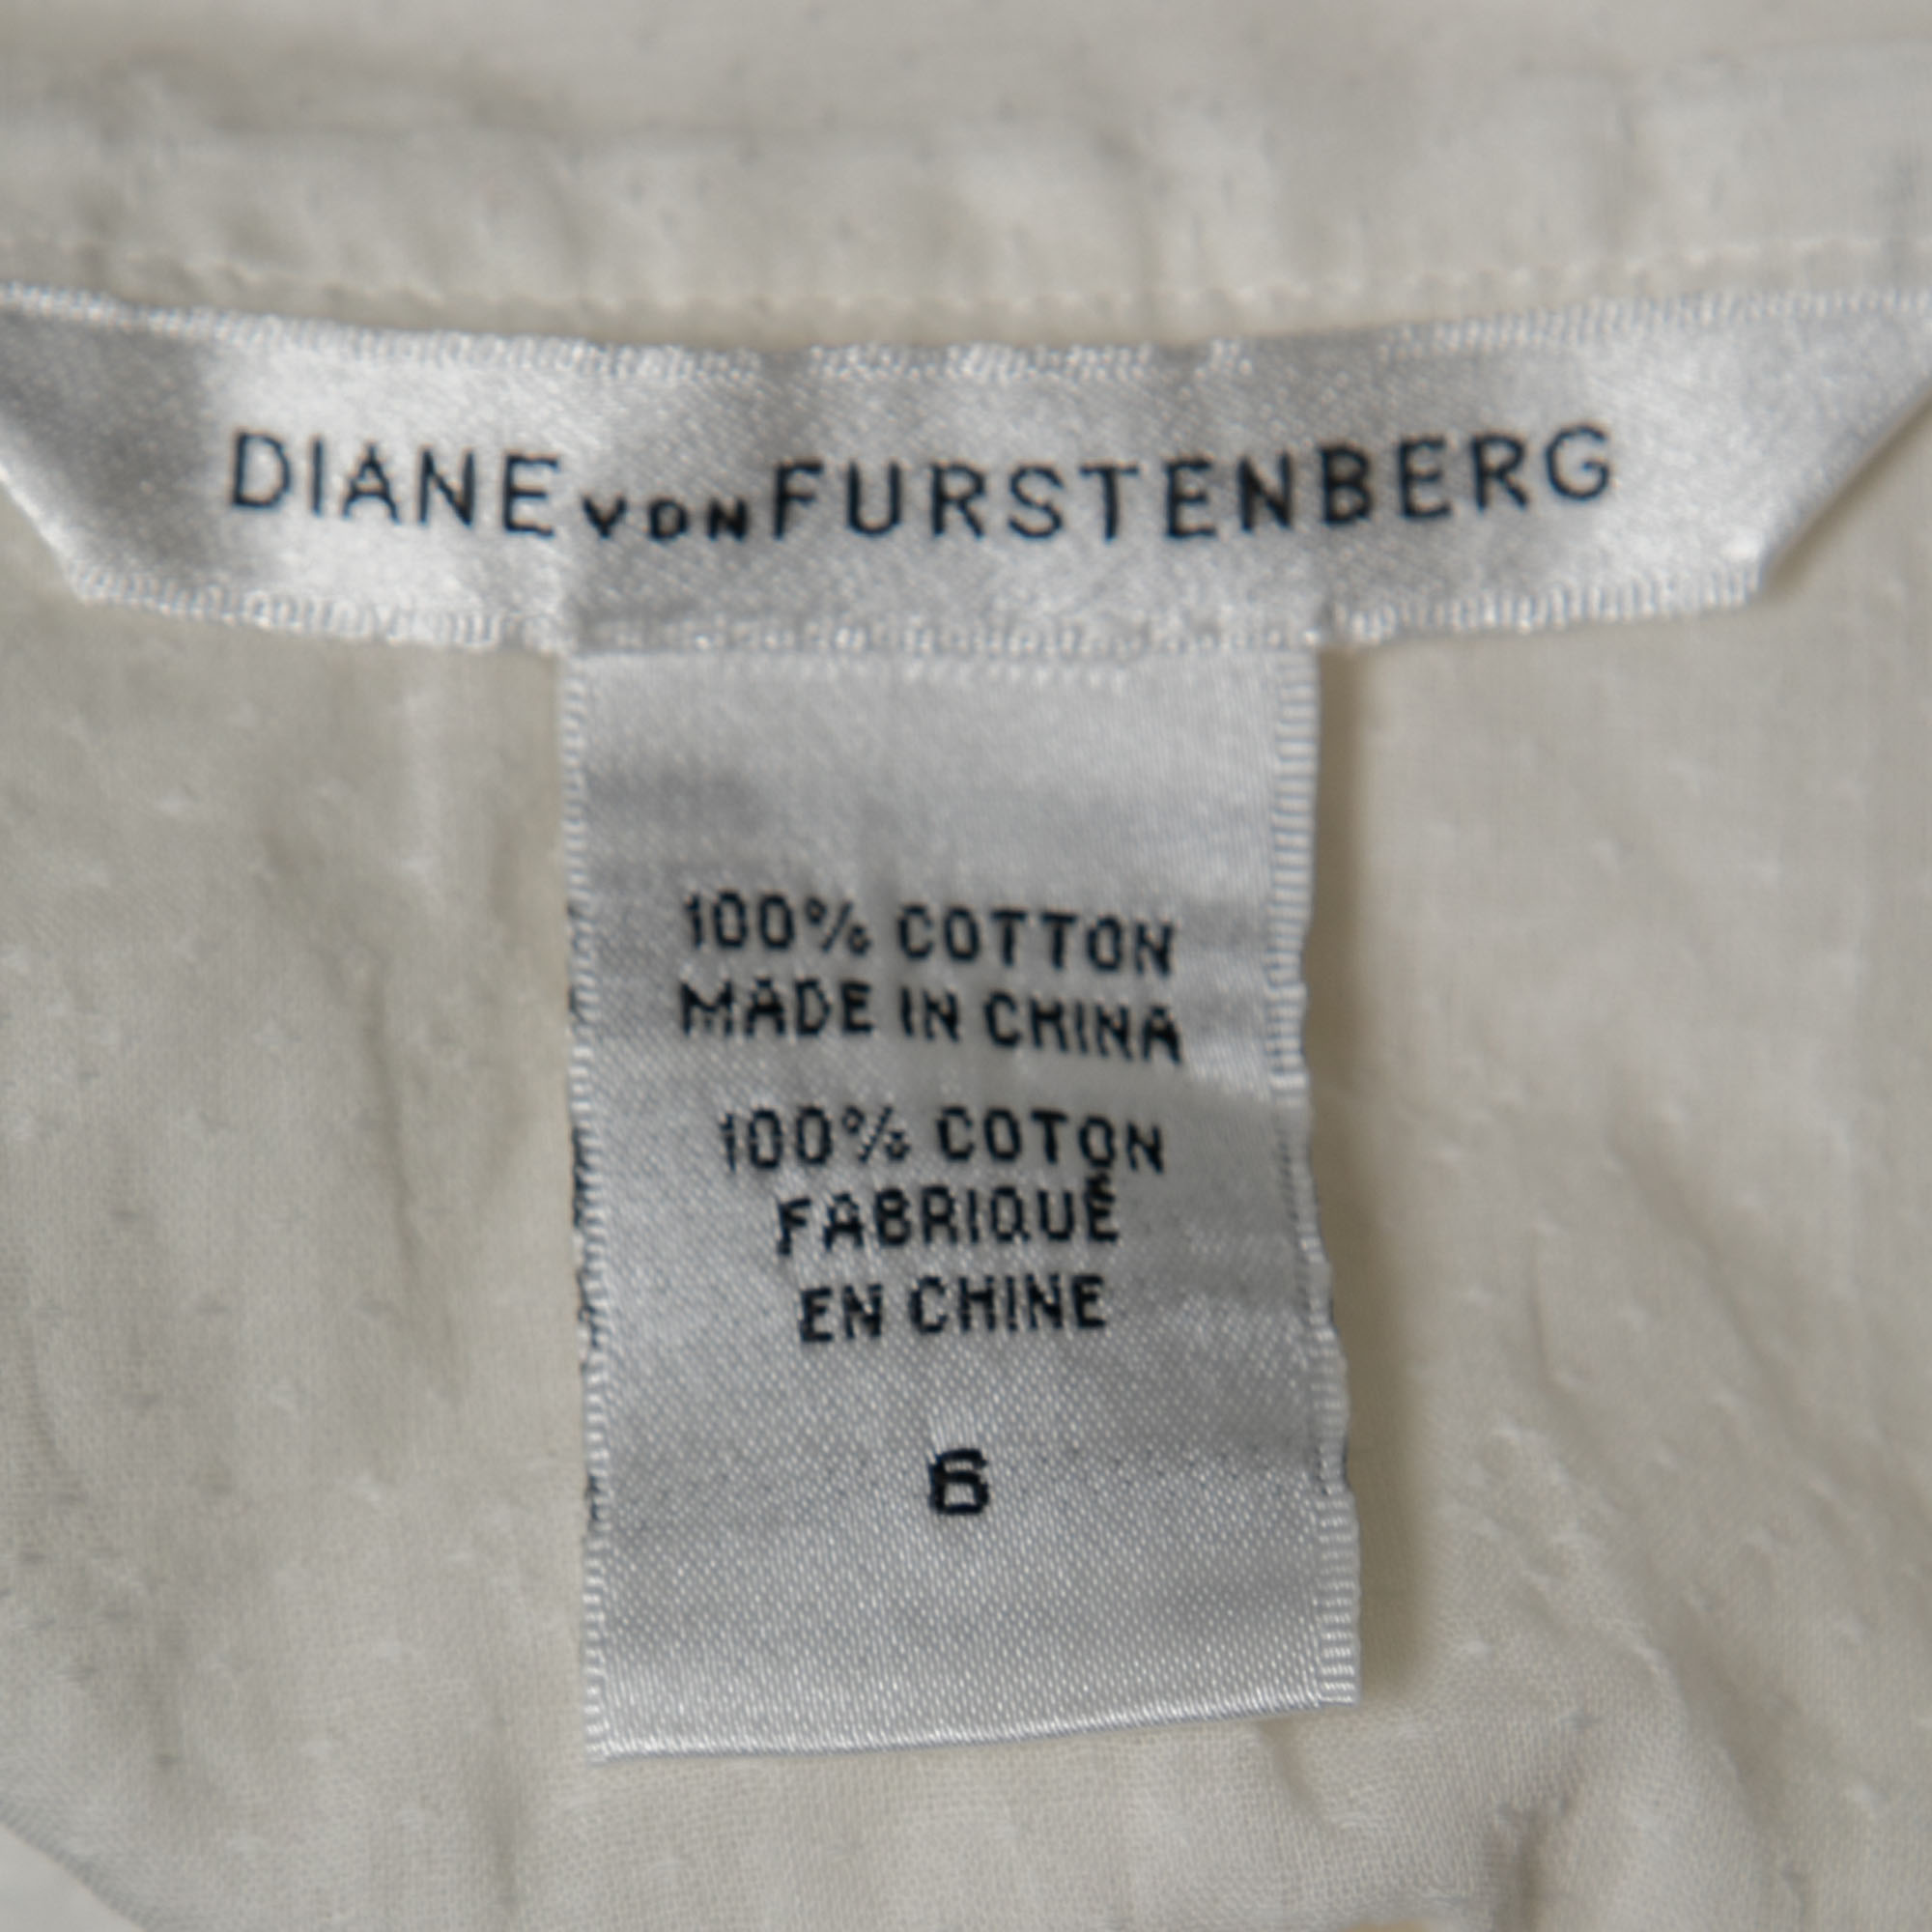 DIANE VON FURSTENBERG
100% COTTON
MADE IN CHINA
100% COTON
FABRIQUÉ
EN CHINE
6